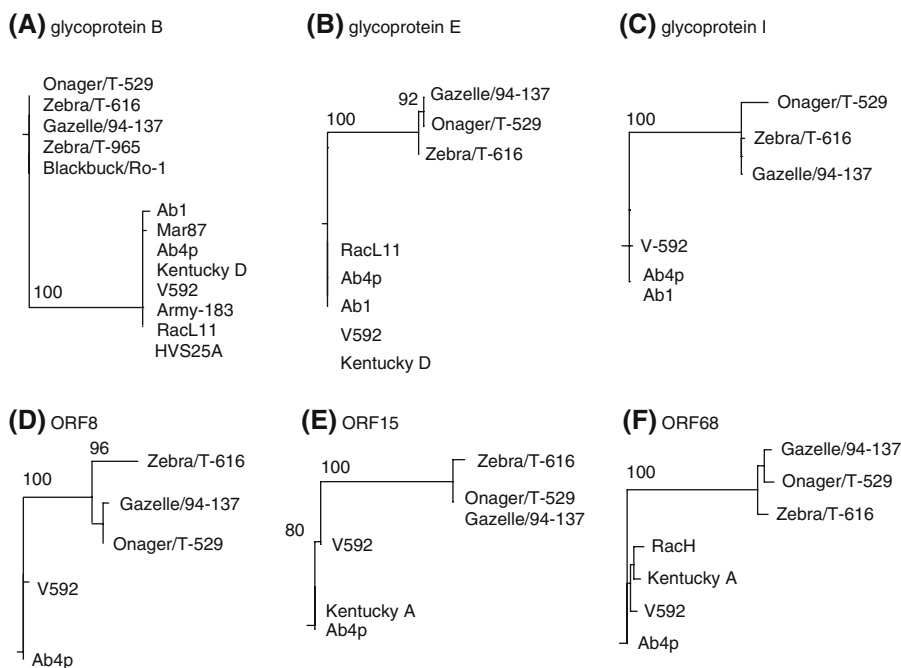 (A) glycoprotein B
Onager/T-529
Zebra/T-616
Gazelle/94-137
Zebra/T-965
Blackbuck/Ro-1
Ab1
Mar87
Ab4p
Kentucky D
V592
Army-183
RacL11
HVS25A
100
(B) glycoprotein E
92
Gazelle/94-137
100
Onager/T-529
Zebra/T-616
RacL11
Ab4p
Ab1
V592
Kentucky D
(C) glycoprotein I
Onager/T-529
100
Zebra/T-616
Gazelle/94-137
V-592
Ab4p
Ab1
(D) ORF8
96
Zebra/T-616
100
Gazelle/94-137
Onager/T-529
V592
Ab4p
(E) ORF15
Zebra/T-616
100
Onager/T-529
Gazelle/94-137
80
V592
Kentucky A
Ab4p
(F) ORF68
Gazelle/94-137
100
Onager/T-529
Zebra/T-616
RacH
Kentucky A
V592
Ab4p